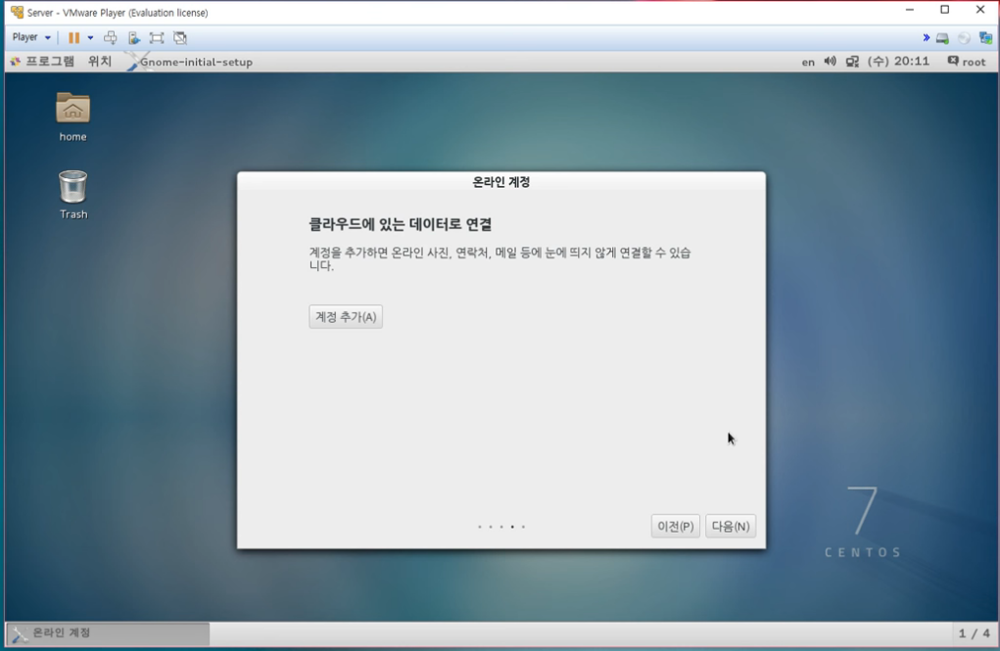 Server - VMware Player (Evaluation license)
Player
프로그램 위치 Gnome-initial-setup en (수) 20:11 root
home
Trash
온라인 계정
클라우드에 있는 데이터로 연결
계정을 추가하면 온라인 사진, 연락처, 메일 등에 눈에 띄지 않게 연결할 수 있습
니다.
계정 추가(A)
이전(P) 다음(N)
7
CENTOS
온라인 계정 1 / 4